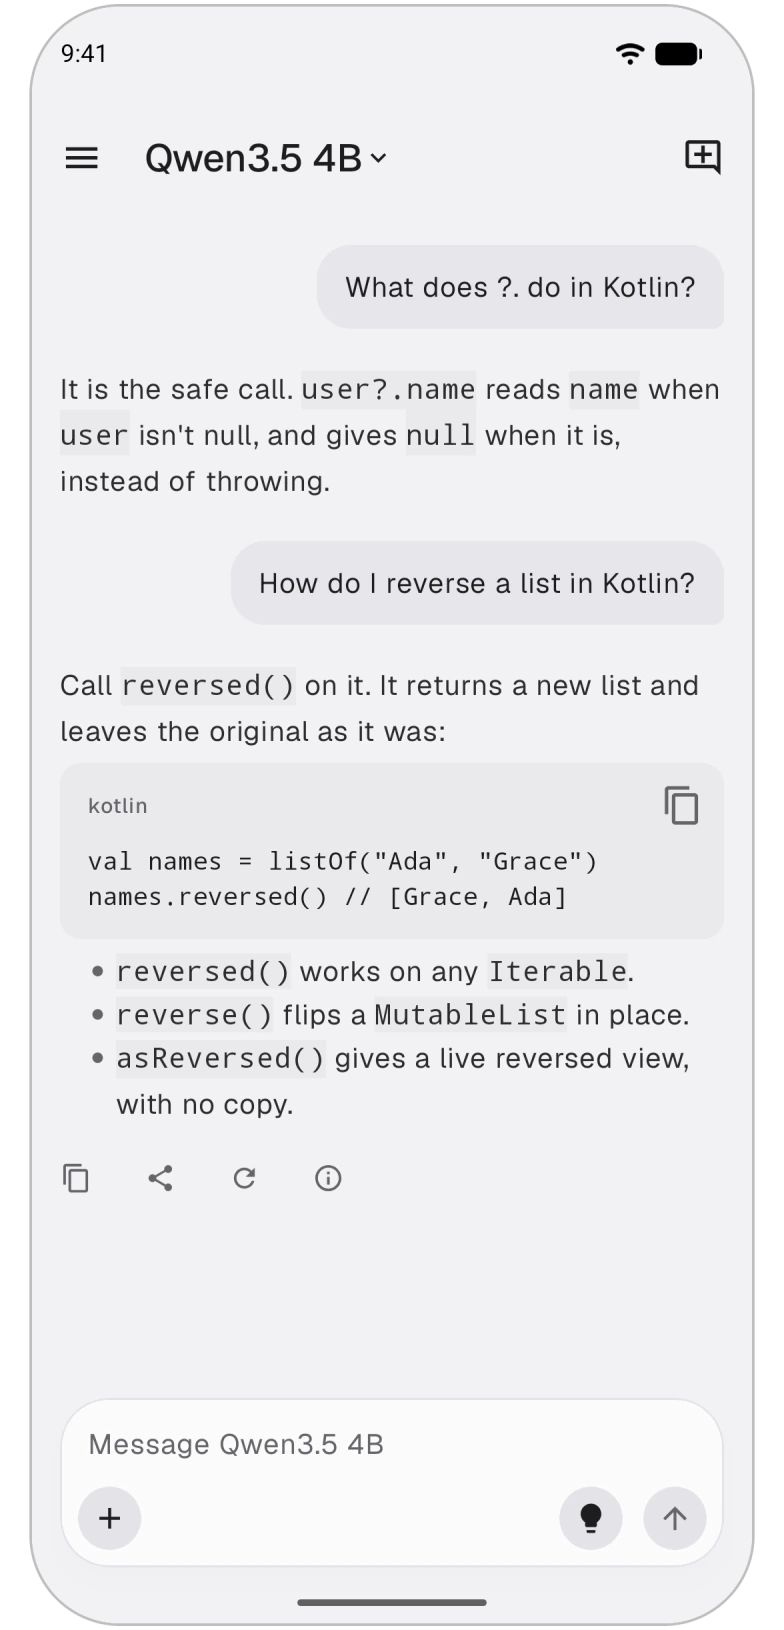 9:41
Qwen3.5 4B
What does ?. do in Kotlin?
It is the safe call. user?.name reads name when
user isn't null, and gives null when it is,
instead of throwing.
How do I reverse a list in Kotlin?
Call reversed() on it. It returns a new list and
leaves the original as it was:
kotlin
val names = listOf("Ada", "Grace")
names.reversed() // [Grace, Ada]
reversed() works on any Iterable.
reverse() flips a MutableList in place.
asReversed() gives a live reversed view,
with no copy.
Message Qwen3.5 4B